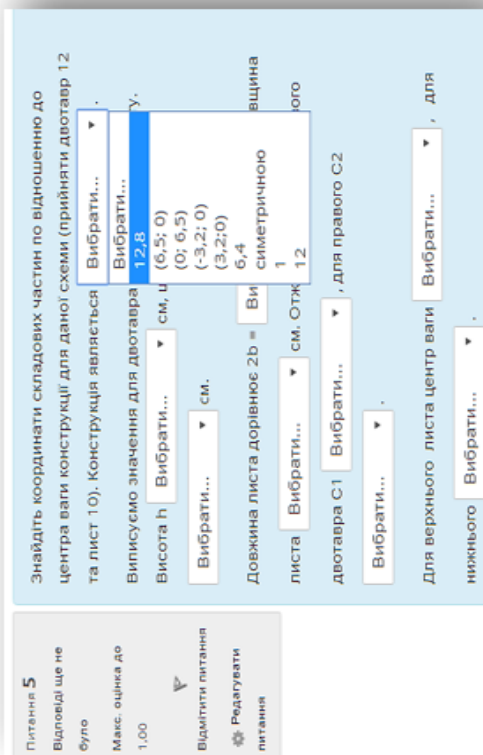 Питання 5
Відповіді ще не
було
Макс. оцінка до
1,00
Відмітити питання
Редагувати
питання
Знайдіть координати складових частин по відношенню до
центра ваги конструкції для даної схеми (прийняти двотавр 12
та лист 10). Конструкція являється Вибрати... .
Вибрати...
12,8
(6,5; 0)
(0; 6,5)
(-3,2; 0)
(3,2;0)
6,4
симетричною
1
12
Виписуємо значення для двотавра у.
Висота h Вибрати... см, ш
Вибрати... см.
Довжина листа дорівнює 2b = Ви вщина
листа Вибрати... см. Отж ого
двотавра С1 Вибрати... , для правого С2
Вибрати... .
Для верхнього листа центр ваги Вибрати... , для
нижнього Вибрати... .